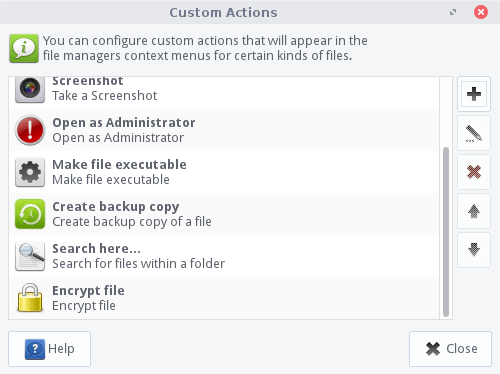 Custom Actions
You can configure custom actions that will appear in the
file managers context menus for certain kinds of files.
Screenshot
Take a Screenshot
Open as Administrator
Open as Administrator
Make file executable
Make file executable
Create backup copy
Create backup copy of a file
Search here...
Search for files within a folder
Encrypt file
Encrypt file
Help
Close